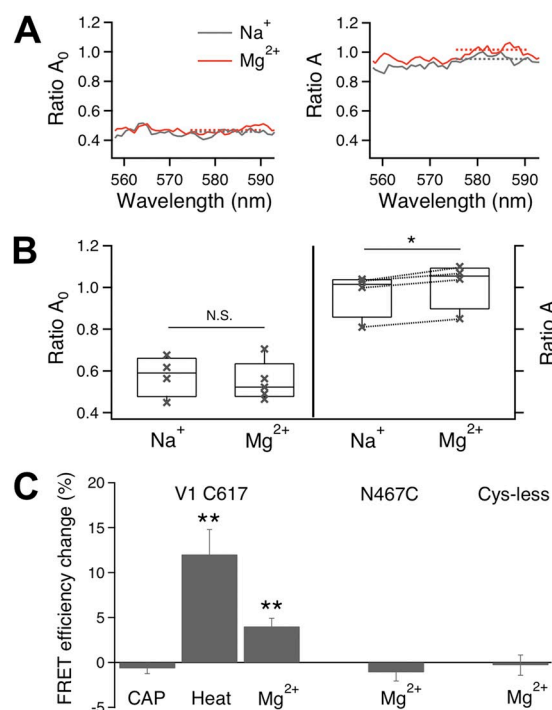 A
Ratio A0
1.2
1.0
0.8
0.6
0.4
Na+
Mg2+
560 570 580 590
Wavelength (nm)
Ratio A
1.2
1.0
0.8
0.6
0.4
560 570 580 590
Wavelength (nm)
B
Ratio A0
1.2
1.0
0.8
0.6
0.4
N.S.
Na+ Mg2+
*
Na+ Mg2+
Ratio A
C
FRET efficiency change (%)
20
15
10
5
0
-5
V1 C617 N467C Cys-less
**
**
CAP Heat Mg2+ Mg2+ Mg2+